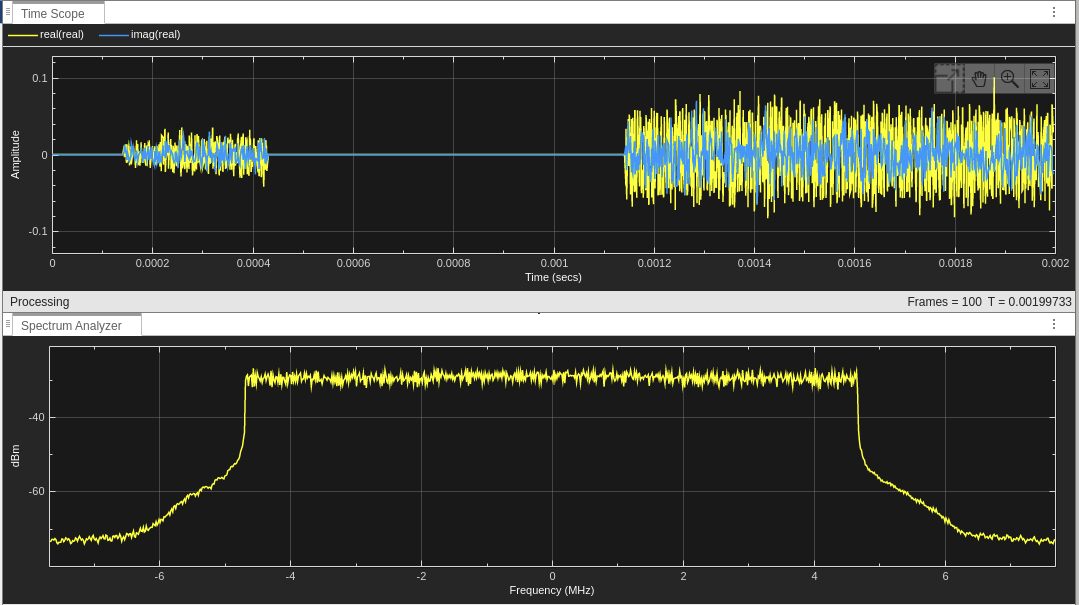 Time Scope
real(real) imag(real)
Amplitude
0.1
0
-0.1
0 0.0002 0.0004 0.0006 0.0008 0.001 0.0012 0.0014 0.0016 0.0018 0.002
Time (secs)
Processing Frames = 100 T = 0.00199733
Spectrum Analyzer
dBm
-40
-60
-6 -4 -2 0 2 4 6
Frequency (MHz)